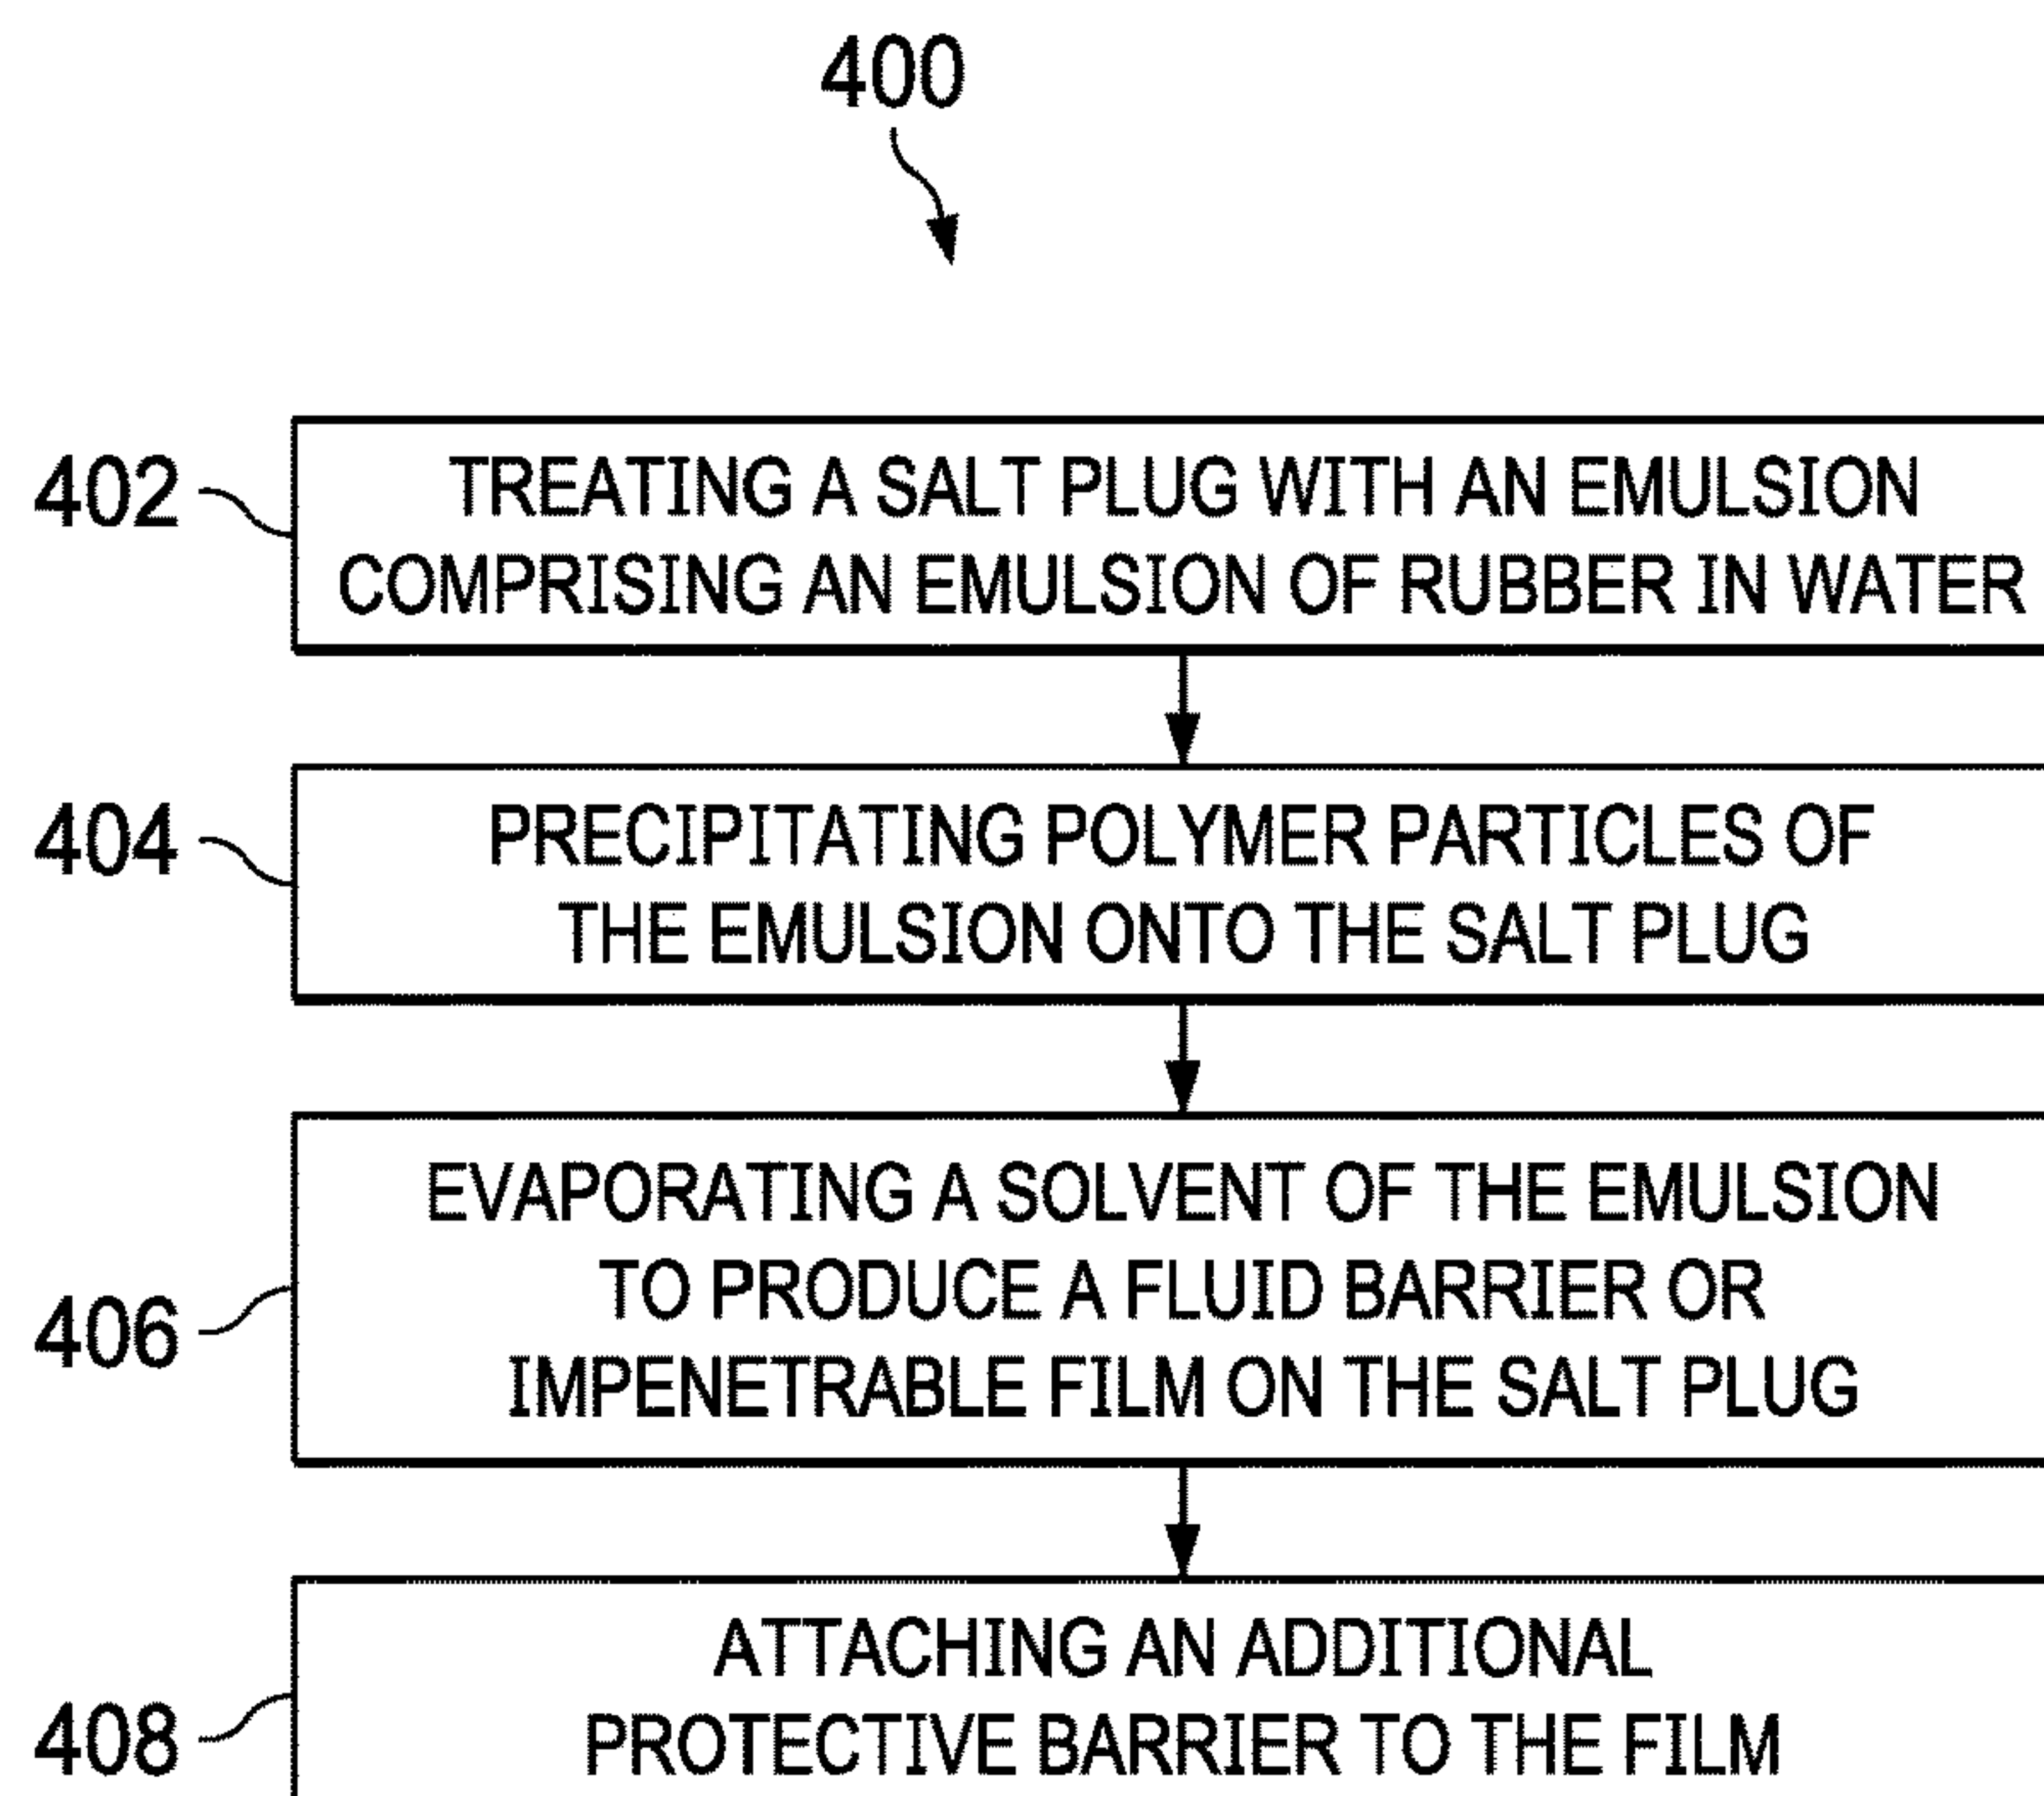 400
402
TREATING A SALT PLUG WITH AN EMULSION
COMPRISING AN EMULSION OF RUBBER IN WATER
404
PRECIPITATING POLYMER PARTICLES OF
THE EMULSION ONTO THE SALT PLUG
406
EVAPORATING A SOLVENT OF THE EMULSION
TO PRODUCE A FLUID BARRIER OR
IMPENETRABLE FILM ON THE SALT PLUG
408
ATTACHING AN ADDITIONAL
PROTECTIVE BARRIER TO THE FILM